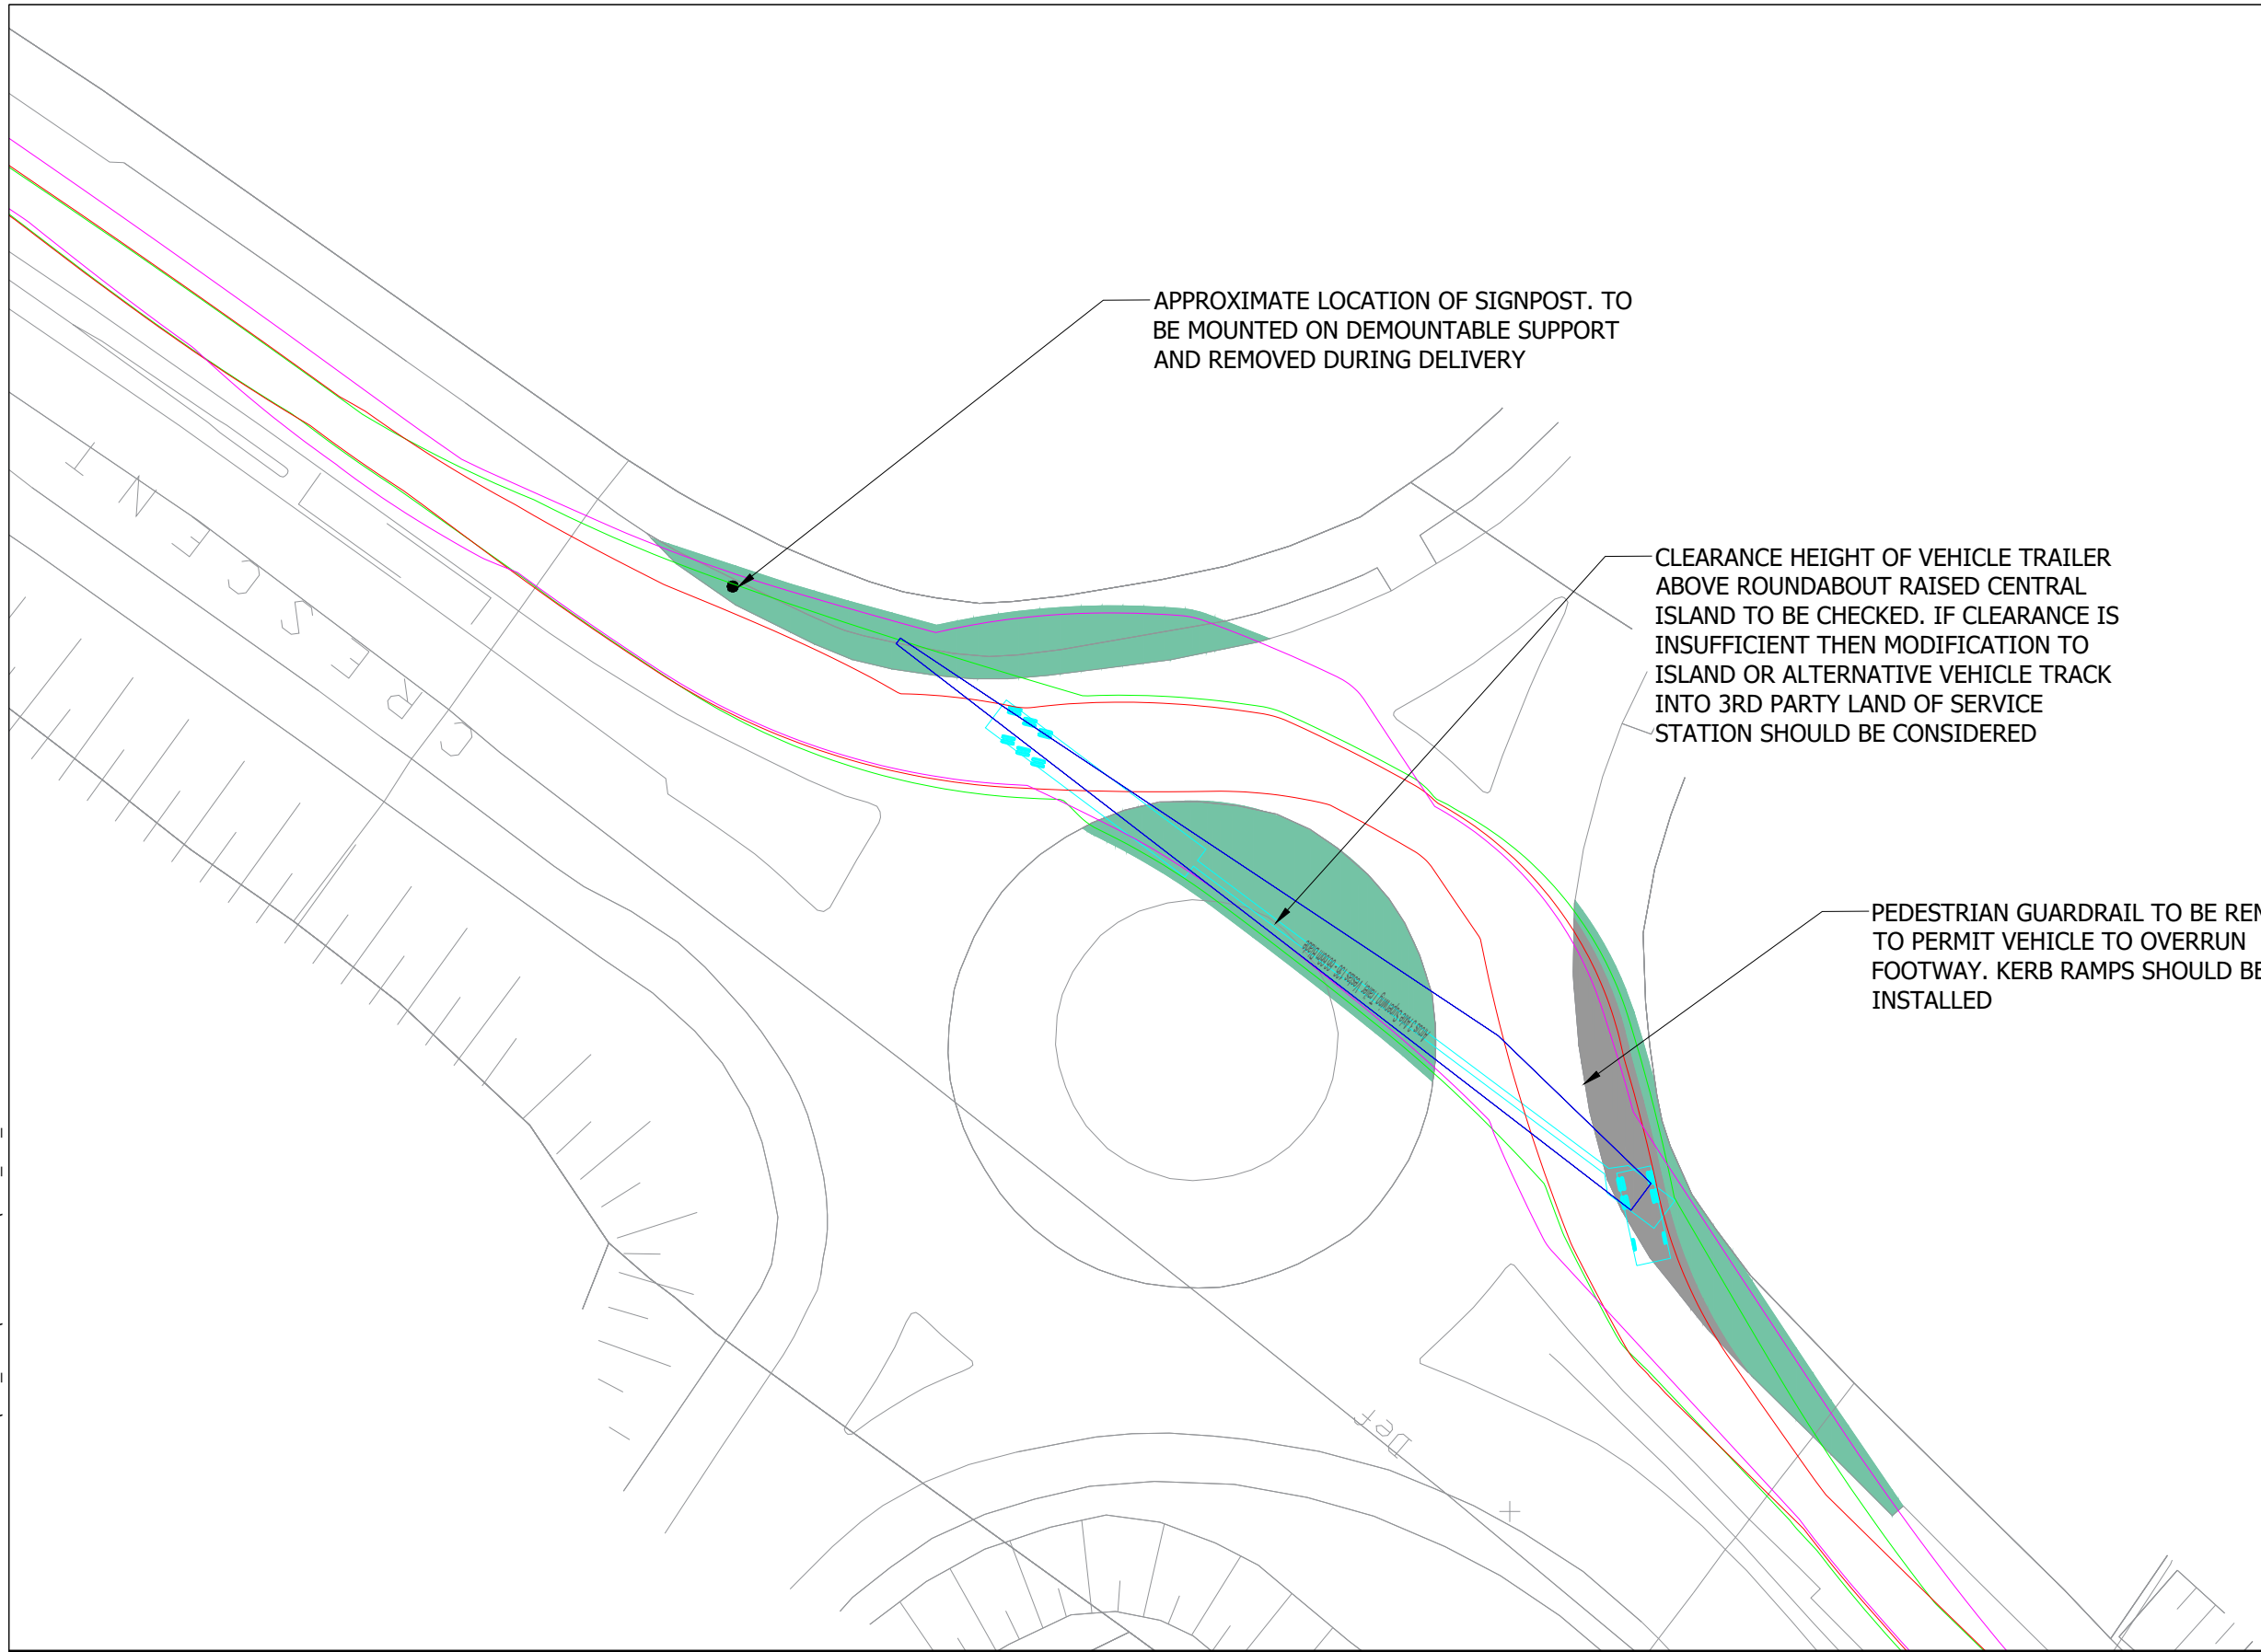 APPROXIMATE LOCATION OF SIGNPOST. TO
BE MOUNTED ON DEMOUNTABLE SUPPORT
AND REMOVED DURING DELIVERY
CLEARANCE HEIGHT OF VEHICLE TRAILER
ABOVE ROUNDABOUT RAISED CENTRAL
ISLAND TO BE CHECKED. IF CLEARANCE IS
INSUFFICIENT THEN MODIFICATION TO
ISLAND OR ALTERNATIVE VEHICLE TRACK
INTO 3RD PARTY LAND OF SERVICE
STATION SHOULD BE CONSIDERED
PEDESTRIAN GUARDRAIL TO BE REM
TO PERMIT VEHICLE TO OVERRUN
FOOTWAY. KERB RAMPS SHOULD BE
INSTALLED
CRESCENT
Def